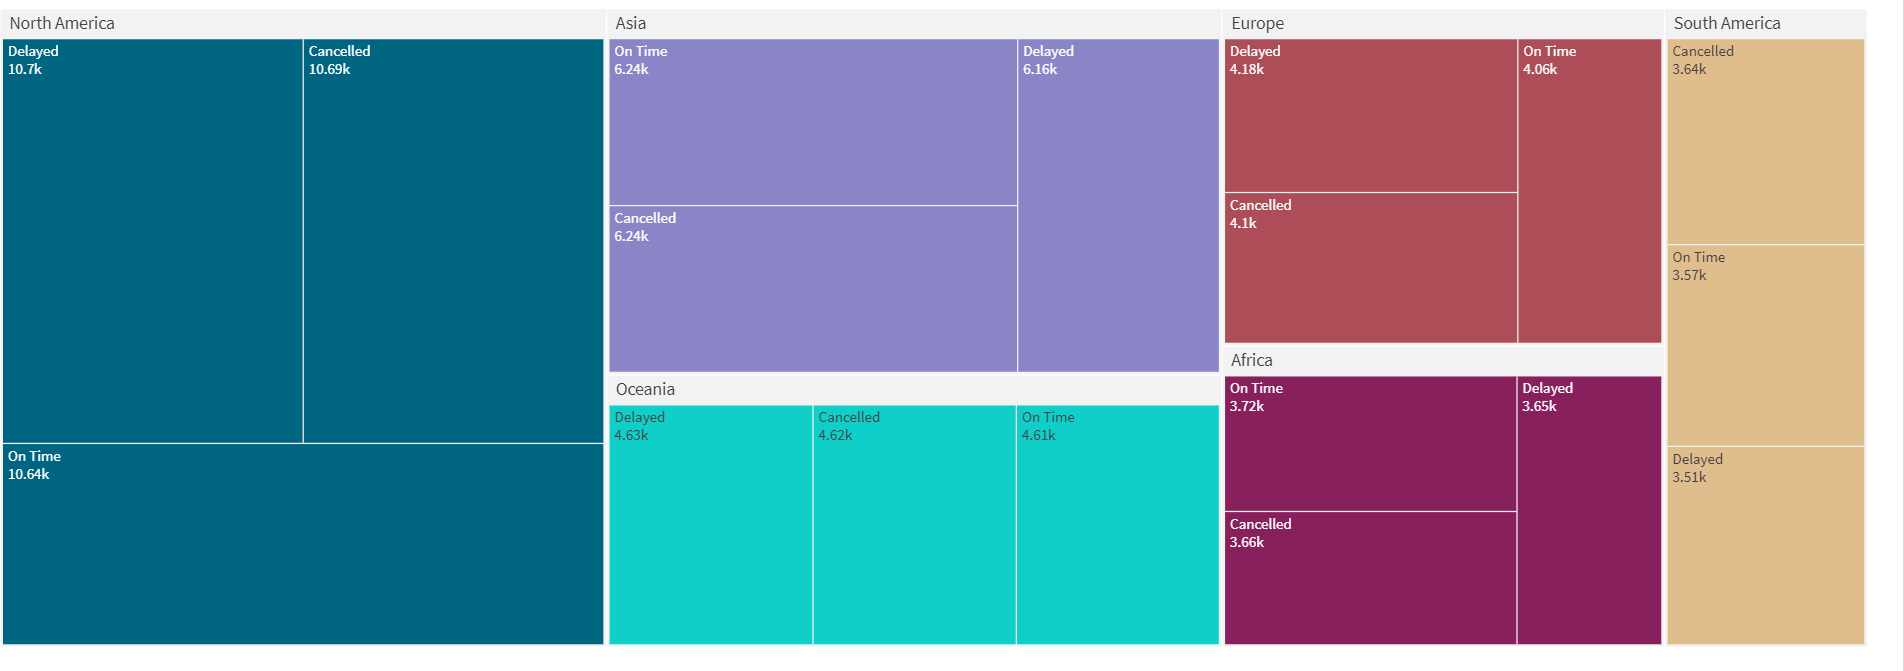 North America
Delayed
10.7k
Cancelled
10.69k
On Time
10.64k
Asia
On Time
6.24k
Cancelled
6.24k
Delayed
6.16k
Oceania
Delayed
4.63k
Cancelled
4.62k
On Time
4.61k
Europe
Delayed
4.18k
Cancelled
4.1k
On Time
4.06k
Africa
On Time
3.72k
Cancelled
3.66k
Delayed
3.65k
South America
Cancelled
3.64k
On Time
3.57k
Delayed
3.51k